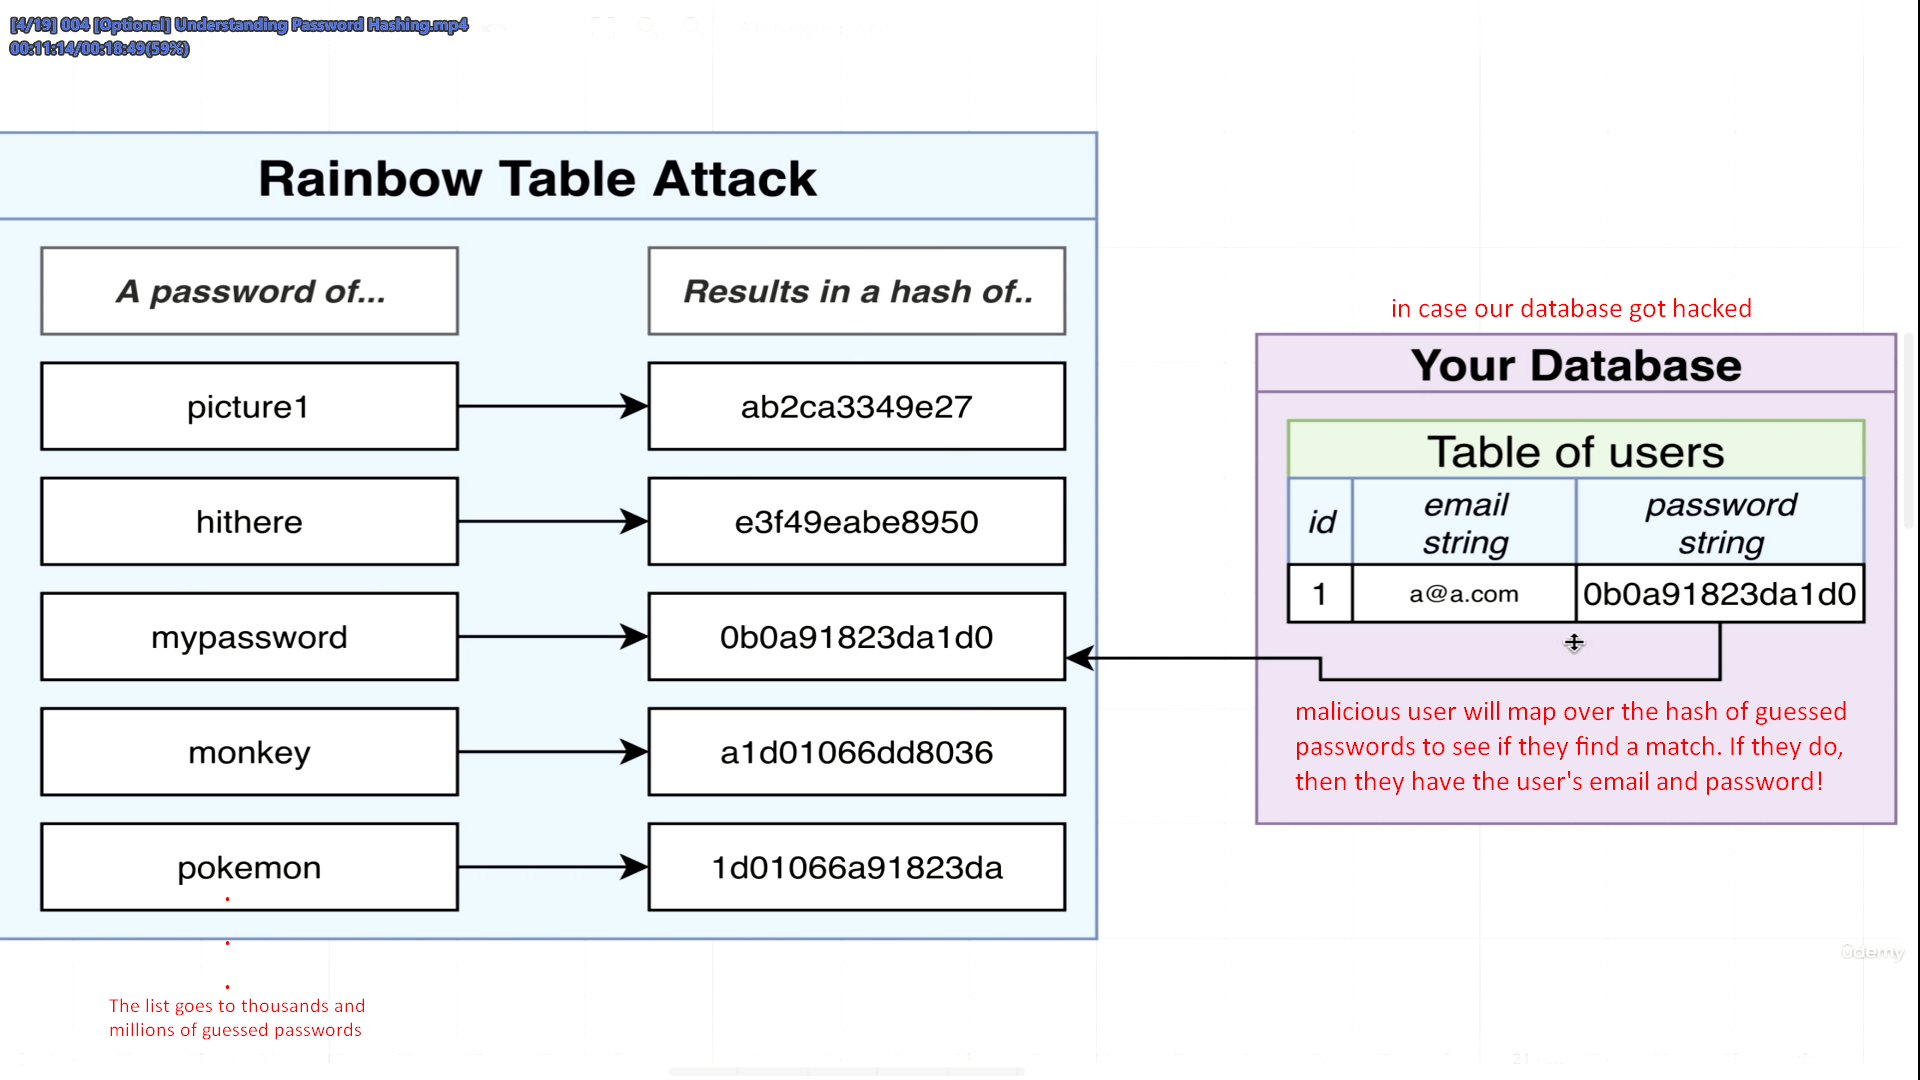 [4/19] 004 [Optional] Understanding Password Hashing.mp4
00:11:14/00:18:49(59%)
Rainbow Table Attack
A password of...
Results in a hash of..
picture1
ab2ca3349e27
hithere
e3f49eabe8950
mypassword
0b0a91823da1d0
monkey
a1d01066dd8036
pokemon
1d01066a91823da
The list goes to thousands and
millions of guessed passwords
in case our database got hacked
Your Database
Table of users
id
email
string
password
string
1
a@a.com
0b0a91823da1d0
malicious user will map over the hash of guessed
passwords to see if they find a match. If they do,
then they have the user's email and password!
ûdemy